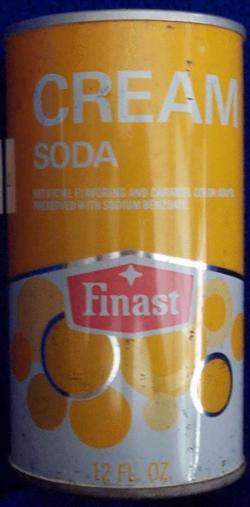 CREAM
SODA
ARTIFICIAL FLAVORING AND CARAMEL COLOR ADDED
PRESERVED WITH SODIUM BENZOATE
Finast
12 FL. OZ.